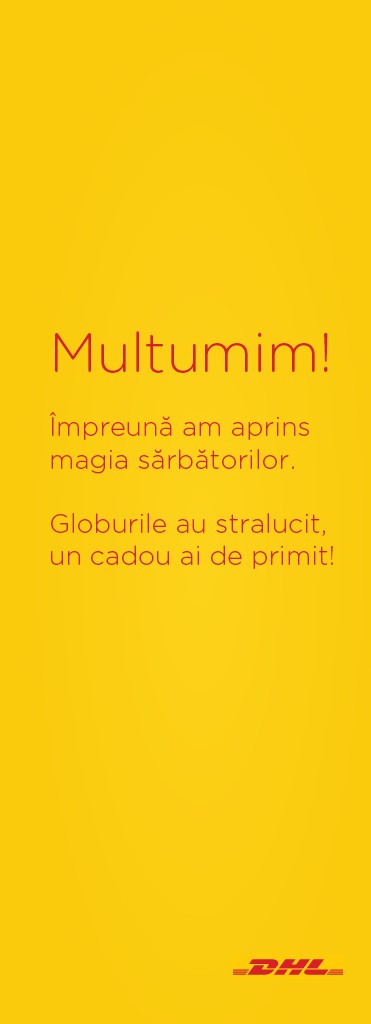 Multumim!
Împreună am aprins
magia sărbătorilor.
Globurile au stralucit,
un cadou ai de primit!
DHL